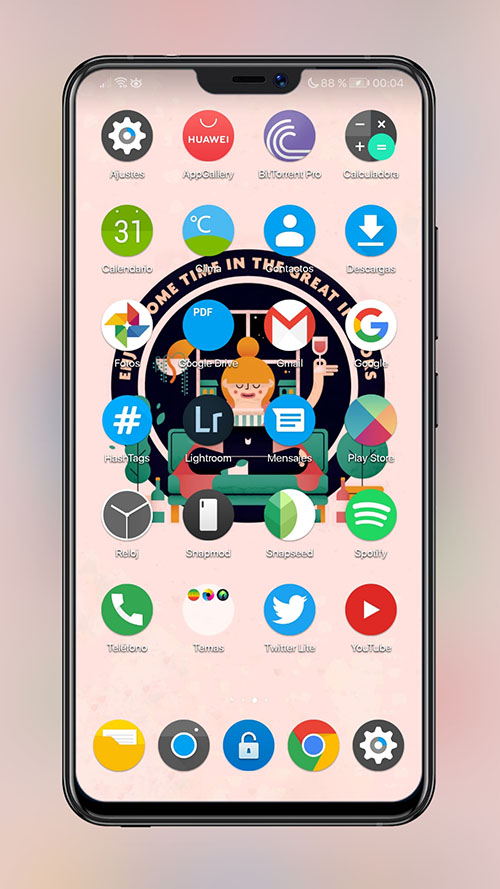 88 % 00:04
HUAWEI
Ajustes AppGallery BitTorrent Pro Calculadora
31 °C
Calendario Clima Contactos Descargas
ENJOY SOME TIME IN THE GREAT INDOORS
PDF
Fotos Google Drive Gmail Google
# Lr
HashTags Lightroom Mensajes Play Store
Reloj Snapmod Snapseed Spotify
Teléfono Temas Twitter Lite YouTube